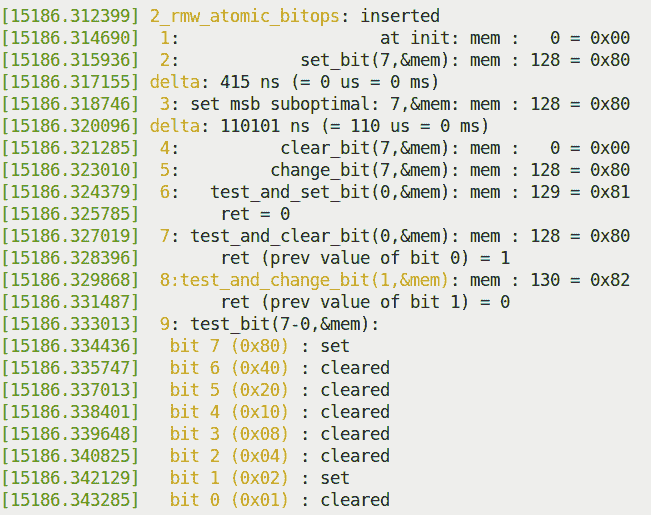 [15186.312399] 2_rmw_atomic_bitops: inserted
[15186.314690]  1:                    at init: mem :   0 = 0x00
[15186.315936]  2:            set_bit(7,&mem): mem : 128 = 0x80
[15186.317155] delta: 415 ns (= 0 us = 0 ms)
[15186.318746]  3: set msb suboptimal: 7,&mem: mem : 128 = 0x80
[15186.320096] delta: 110101 ns (= 110 us = 0 ms)
[15186.321285]  4:          clear_bit(7,&mem): mem :   0 = 0x00
[15186.323010]  5:         change_bit(7,&mem): mem : 128 = 0x80
[15186.324379]  6:   test_and_set_bit(0,&mem): mem : 129 = 0x81
[15186.325785]        ret = 0
[15186.327019]  7: test_and_clear_bit(0,&mem): mem : 128 = 0x80
[15186.328396]        ret (prev value of bit 0) = 1
[15186.329868]  8:test_and_change_bit(1,&mem): mem : 130 = 0x82
[15186.331487]        ret (prev value of bit 1) = 0
[15186.333013]  9: test_bit(7-0,&mem):
[15186.334436]   bit 7 (0x80) : set
[15186.335747]   bit 6 (0x40) : cleared
[15186.337013]   bit 5 (0x20) : cleared
[15186.338401]   bit 4 (0x10) : cleared
[15186.339648]   bit 3 (0x08) : cleared
[15186.340825]   bit 2 (0x04) : cleared
[15186.342129]   bit 1 (0x02) : set
[15186.343285]   bit 0 (0x01) : cleared